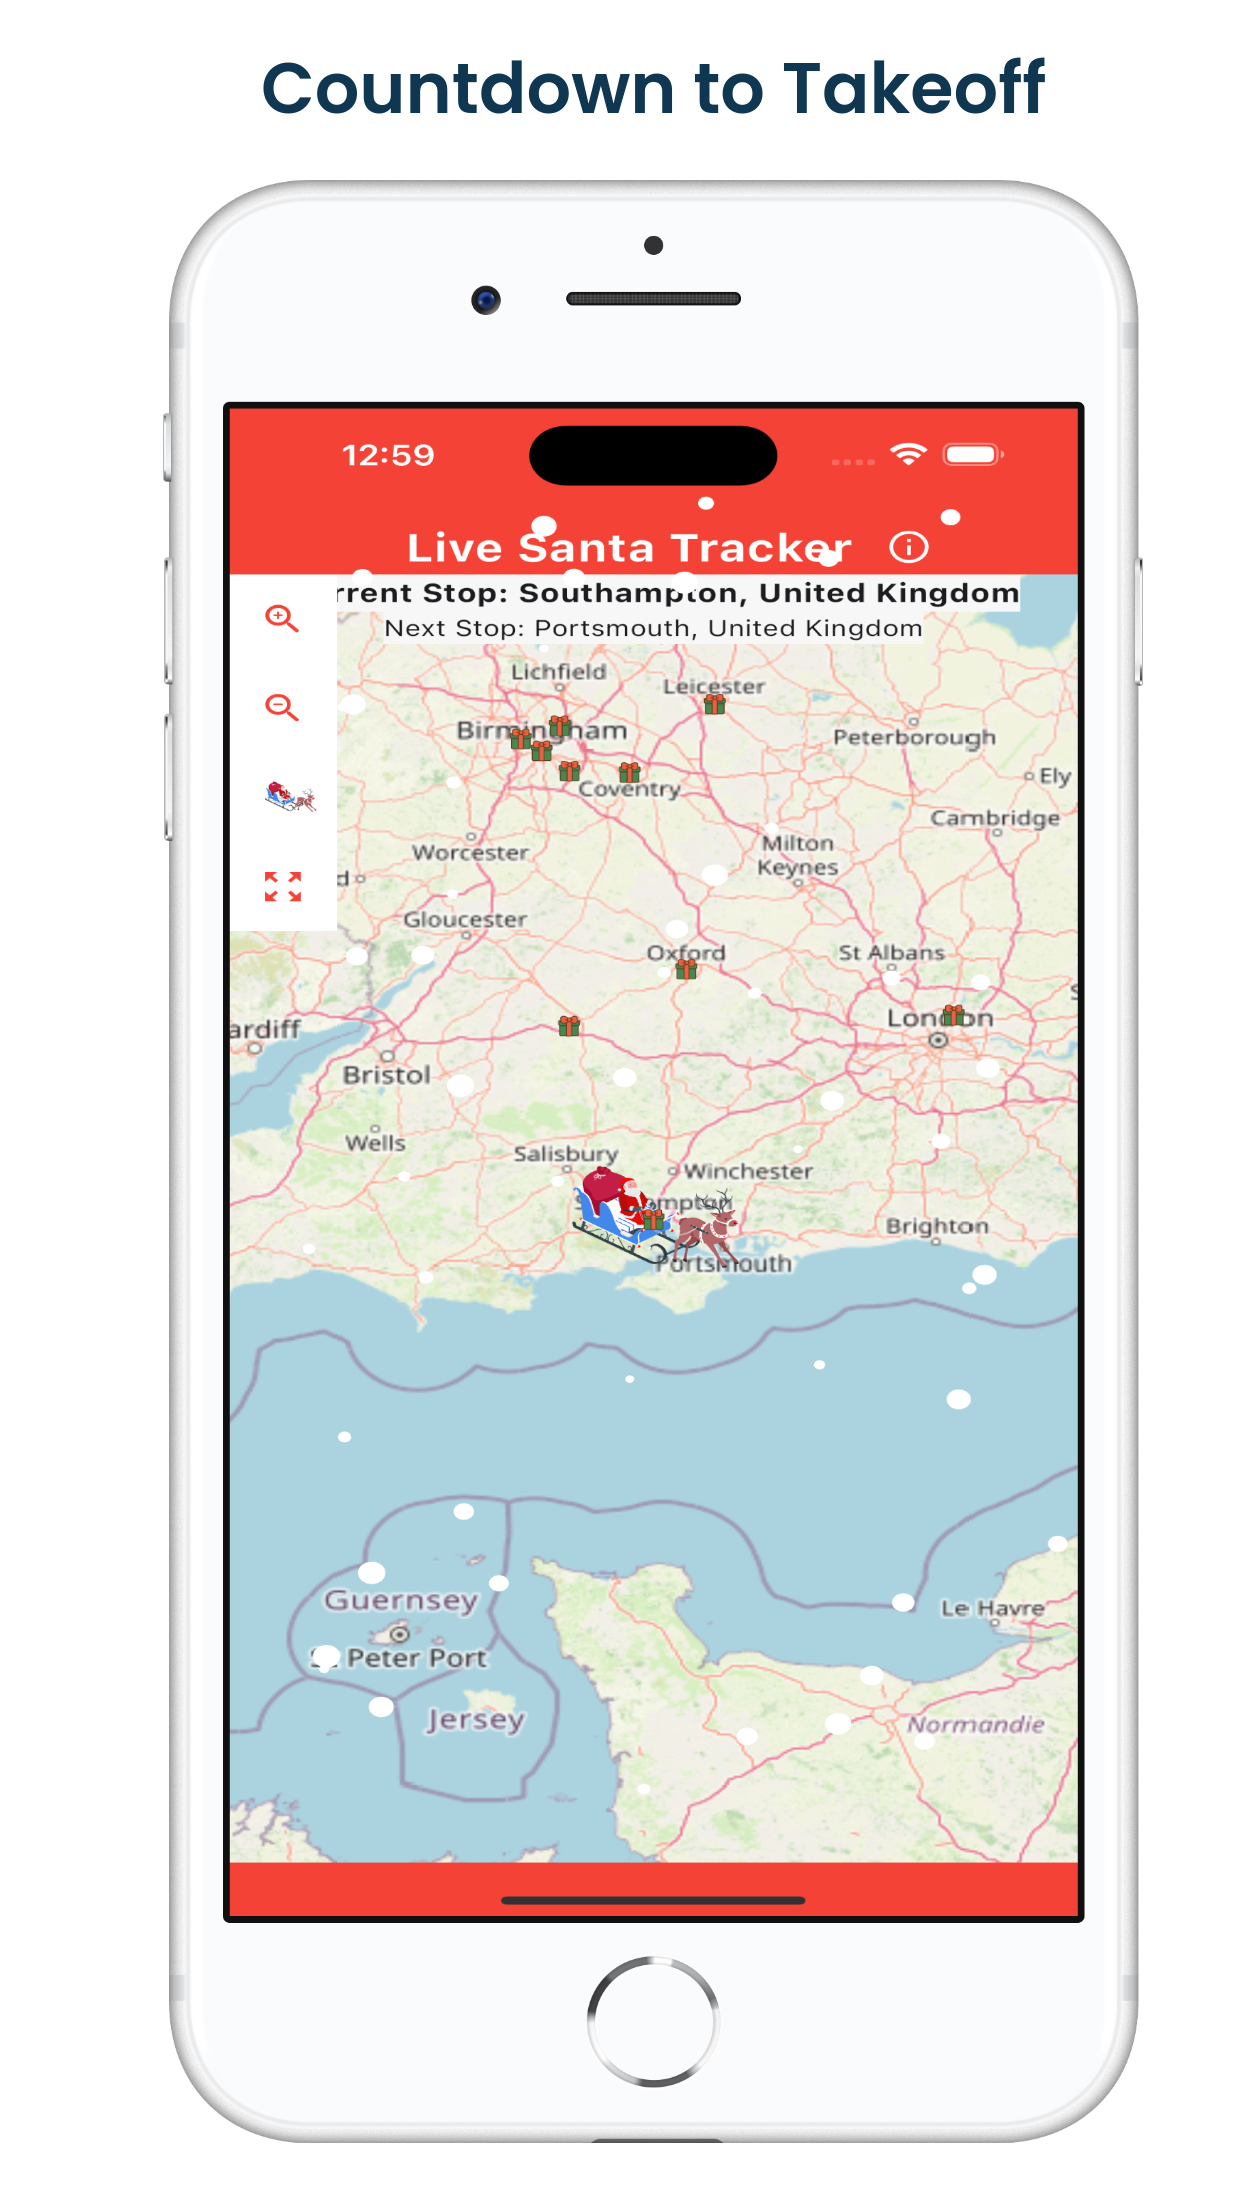 Countdown to Takeoff
12:59
Live Santa Tracker
rrent Stop: Southampton, United Kingdom
Next Stop: Portsmouth, United Kingdom
Lichfield
Leicester
Birmingham
Peterborough
Ely
Coventry
Cambridge
Milton
Keynes
Worcester
d
Gloucester
Oxford
St Albans
London
ardiff
Bristol
Wells
Salisbury
Winchester
ampton
Brighton
Portsmouth
Guernsey
Le Havre
Peter Port
Jersey
Normandie